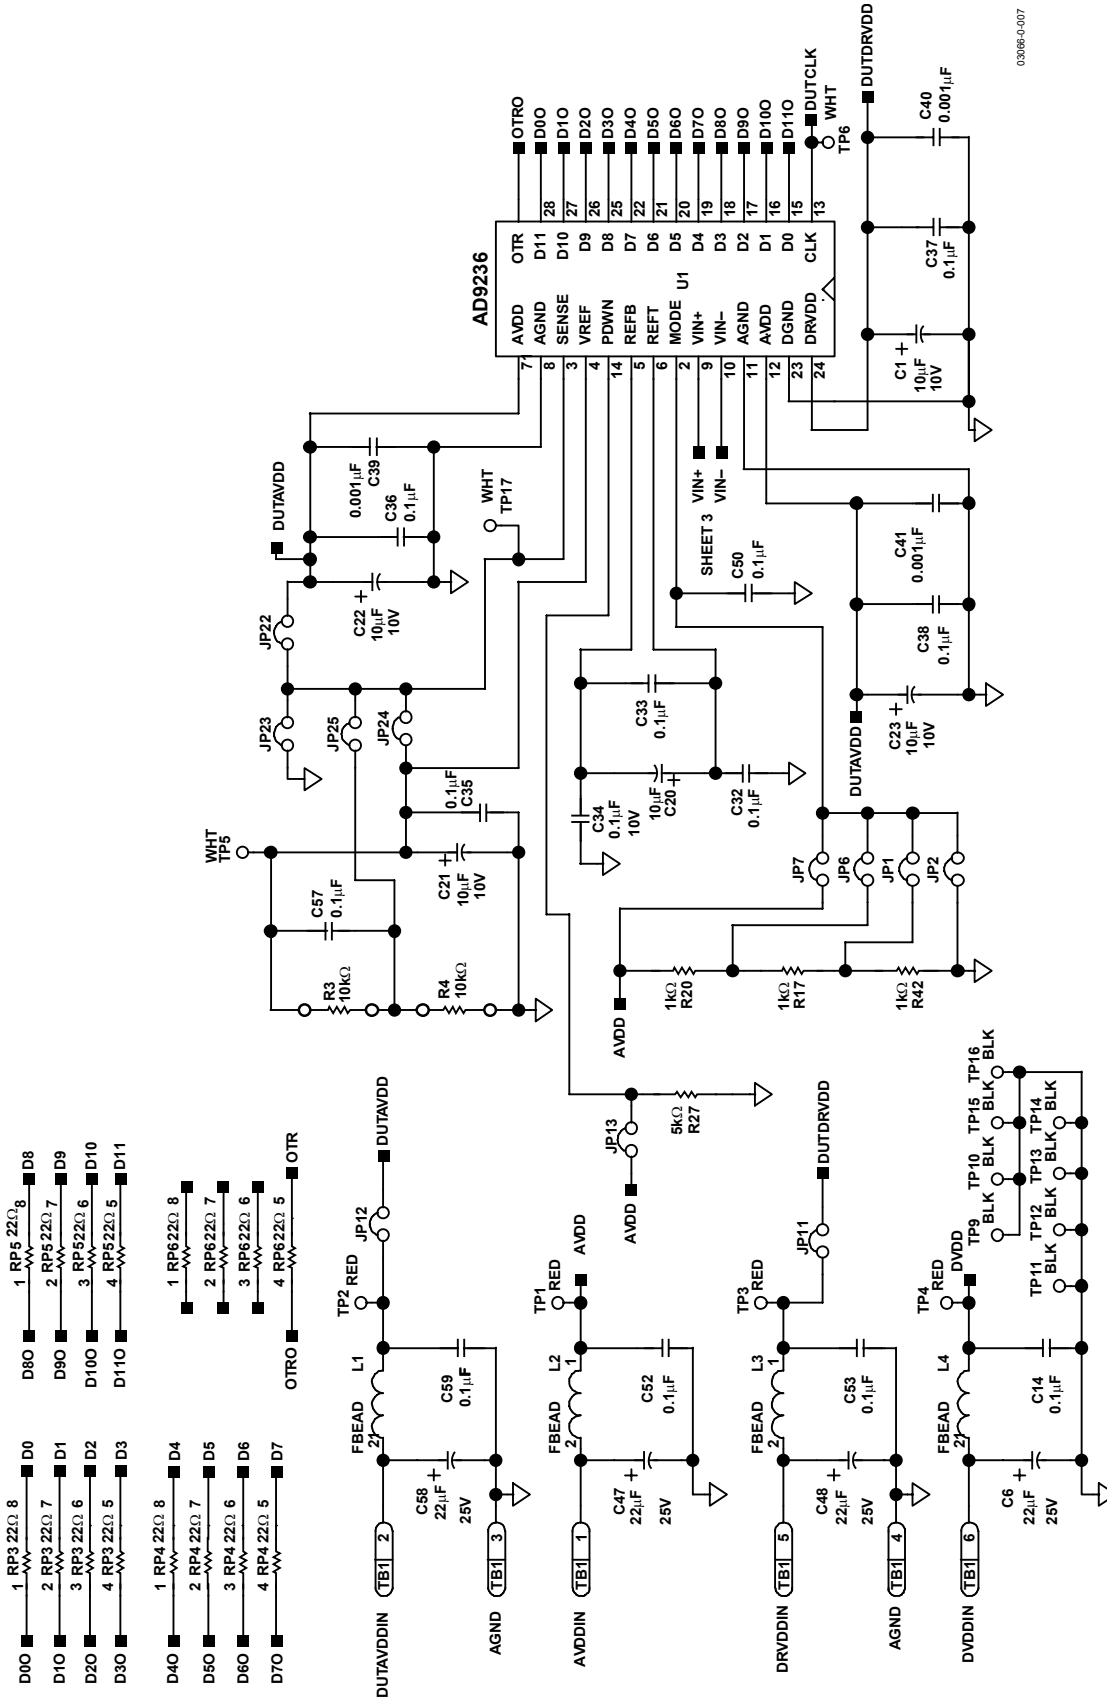 D0O 1 RP3 22Ω 8 D0
D1O 2 RP3 22Ω 7 D1
D2O 3 RP3 22Ω 6 D2
D3O 4 RP3 22Ω 5 D3
D4O 1 RP4 22Ω 8 D4
D5O 2 RP4 22Ω 7 D5
D6O 3 RP4 22Ω 6 D6
D7O 4 RP4 22Ω 5 D7
D8O 1 RP5 22Ω 8 D8
D9O 2 RP5 22Ω 7 D9
D10O 3 RP5 22Ω 6 D10
D11O 4 RP5 22Ω 5 D11
1 RP6 22Ω 8
2 RP6 22Ω 7
3 RP6 22Ω 6
OTRO 4 RP6 22Ω 5 OTR
DUTAVDDIN TB1 2
FBEAD L1
2 1
TP2 RED
JP12
DUTAVDD
C58 +
22μF
25V
C59
0.1μF
AGND TB1 3
AVDDIN TB1 1
FBEAD L2
2 1
TP1 RED
AVDD
C47 +
22μF
25V
C52
0.1μF
DRVDDIN TB1 5
FBEAD L3
2 1
TP3 RED
JP11
DUTDRVDD
C48 +
22μF
25V
C53
0.1μF
AGND TB1 4
DVDDIN TB1 6
FBEAD L4
2 1
TP4 RED
DVDD
C6 +
22μF
25V
C14
0.1μF
TP9 BLK
TP10 BLK
TP15 BLK
TP16 BLK
TP11 BLK
TP12 BLK
TP13 BLK
TP14 BLK
WHT
TP5
R3
10kΩ
R4
10kΩ
C57
0.1μF
C21 +
10μF
10V
0.1μF
C35
JP23
JP25
JP24
JP22
DUTAVDD
C22 +
10μF
10V
C36
0.1μF
0.001μF
C39
WHT
TP17
AVDD
JP13
5kΩ
R27
C34
0.1μF
10V
10μF
C20 +
C33
0.1μF
C32
0.1μF
C50
0.1μF
AVDD
1kΩ
R20
1kΩ
R17
1kΩ
R42
JP7
JP6
JP1
JP2
SHEET 3
VIN+
VIN–
DUTAVDD
C23 +
10μF
10V
C38
0.1μF
C41
0.001μF
AD9236
U1
71 AVDD OTR OTRO
8 AGND D11 28 D0O
3 SENSE D10 27 D1O
4 VREF D9 26 D2O
14 PDWN D8 25 D3O
5 REFB D7 22 D4O
6 REFT D6 21 D5O
2 MODE D5 20 D6O
9 VIN+ D4 19 D7O
10 VIN– D3 18 D8O
11 AGND D2 17 D9O
12 AVDD D1 16 D10O
23 DGND D0 15 D11O
24 DRVDD CLK 13 DUTCLK
WHT
TP6
DUTDRVDD
C1 +
10μF
10V
C37
0.1μF
C40
0.001μF
03066-0-007